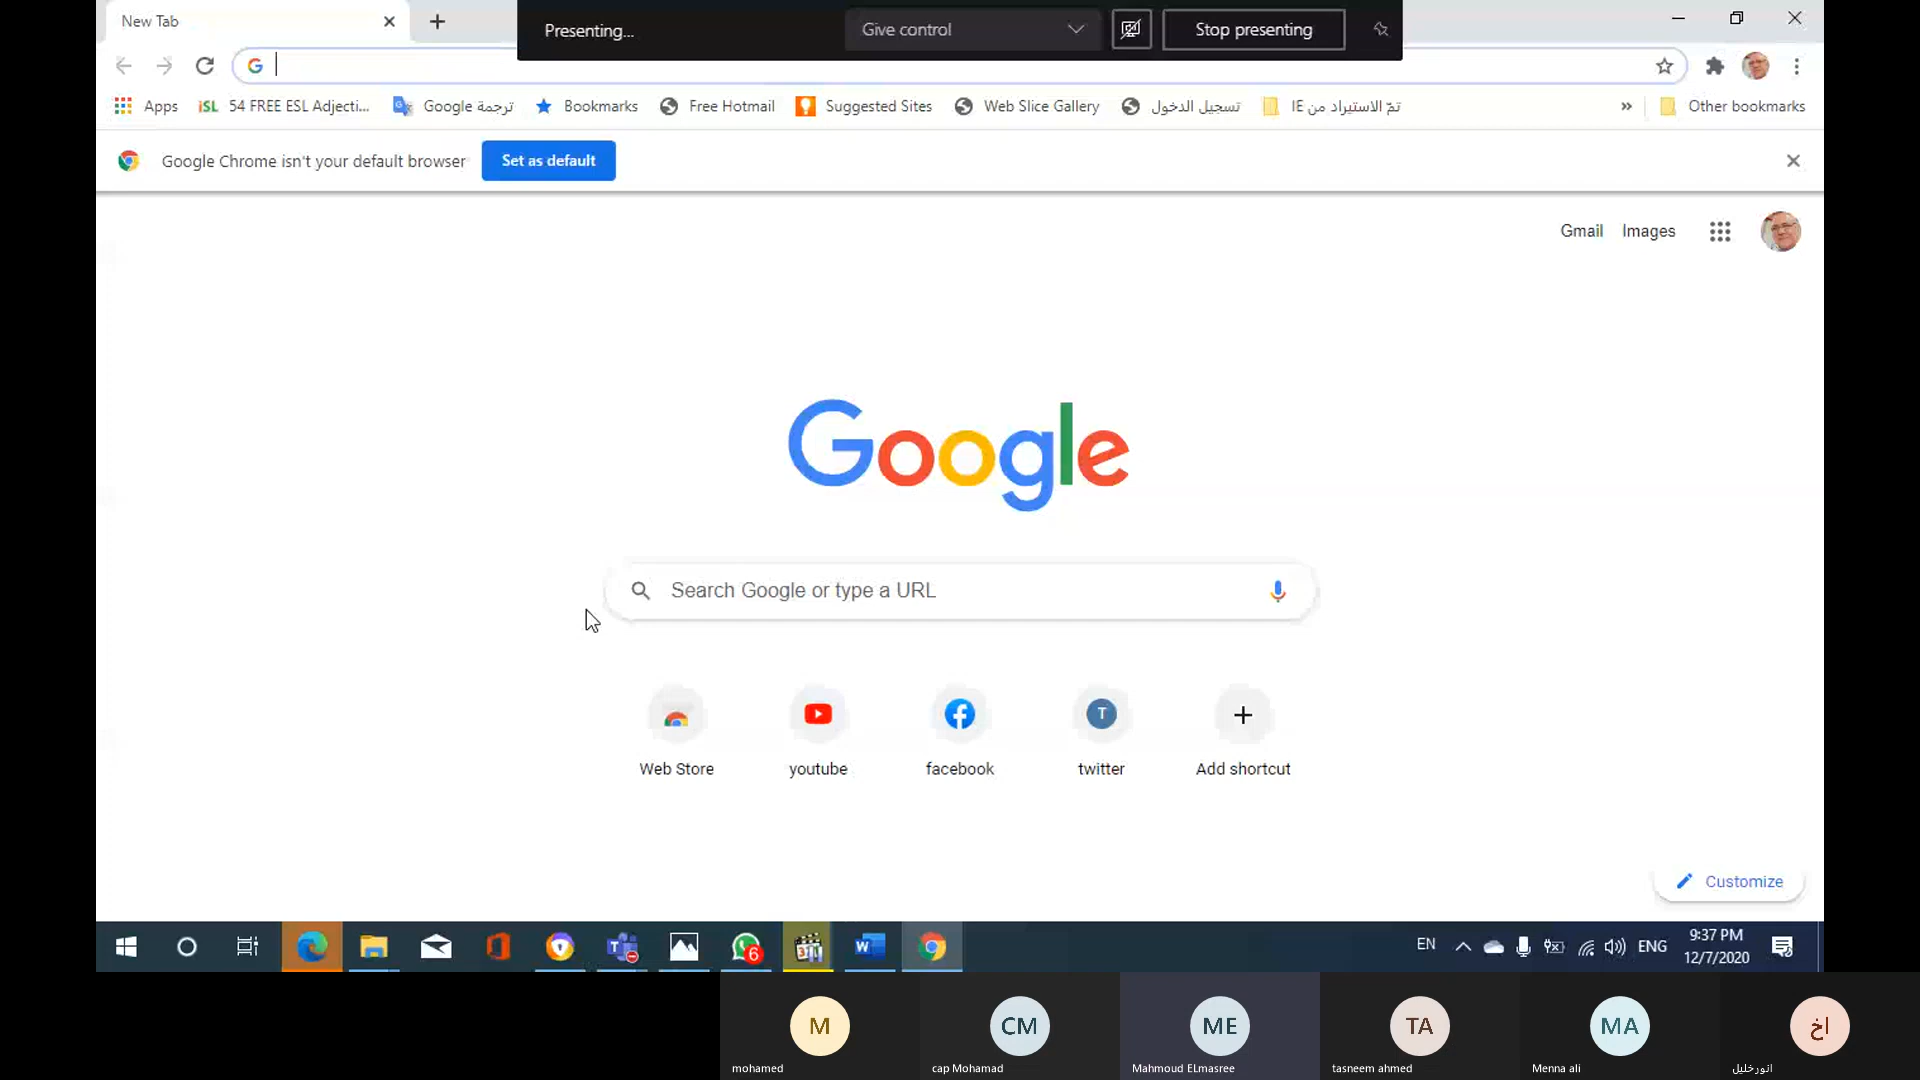 New Tab
Presenting...
Give control
Stop presenting
Apps
iSL 54 FREE ESL Adjecti...
ترجمة Google
Bookmarks
Free Hotmail
Suggested Sites
Web Slice Gallery
تسجيل الدخول
تمّ الاستيراد من IE
»
Other bookmarks
Google Chrome isn't your default browser
Set as default
Gmail
Images
Google
Search Google or type a URL
Web Store
youtube
facebook
T
twitter
Add shortcut
Customize
6
EN
ENG
9:37 PM
12/7/2020
M
CM
ME
TA
MA
اخ
mohamed
cap Mohamad
Mahmoud ELmasree
tasneem ahmed
Menna ali
انورخليل